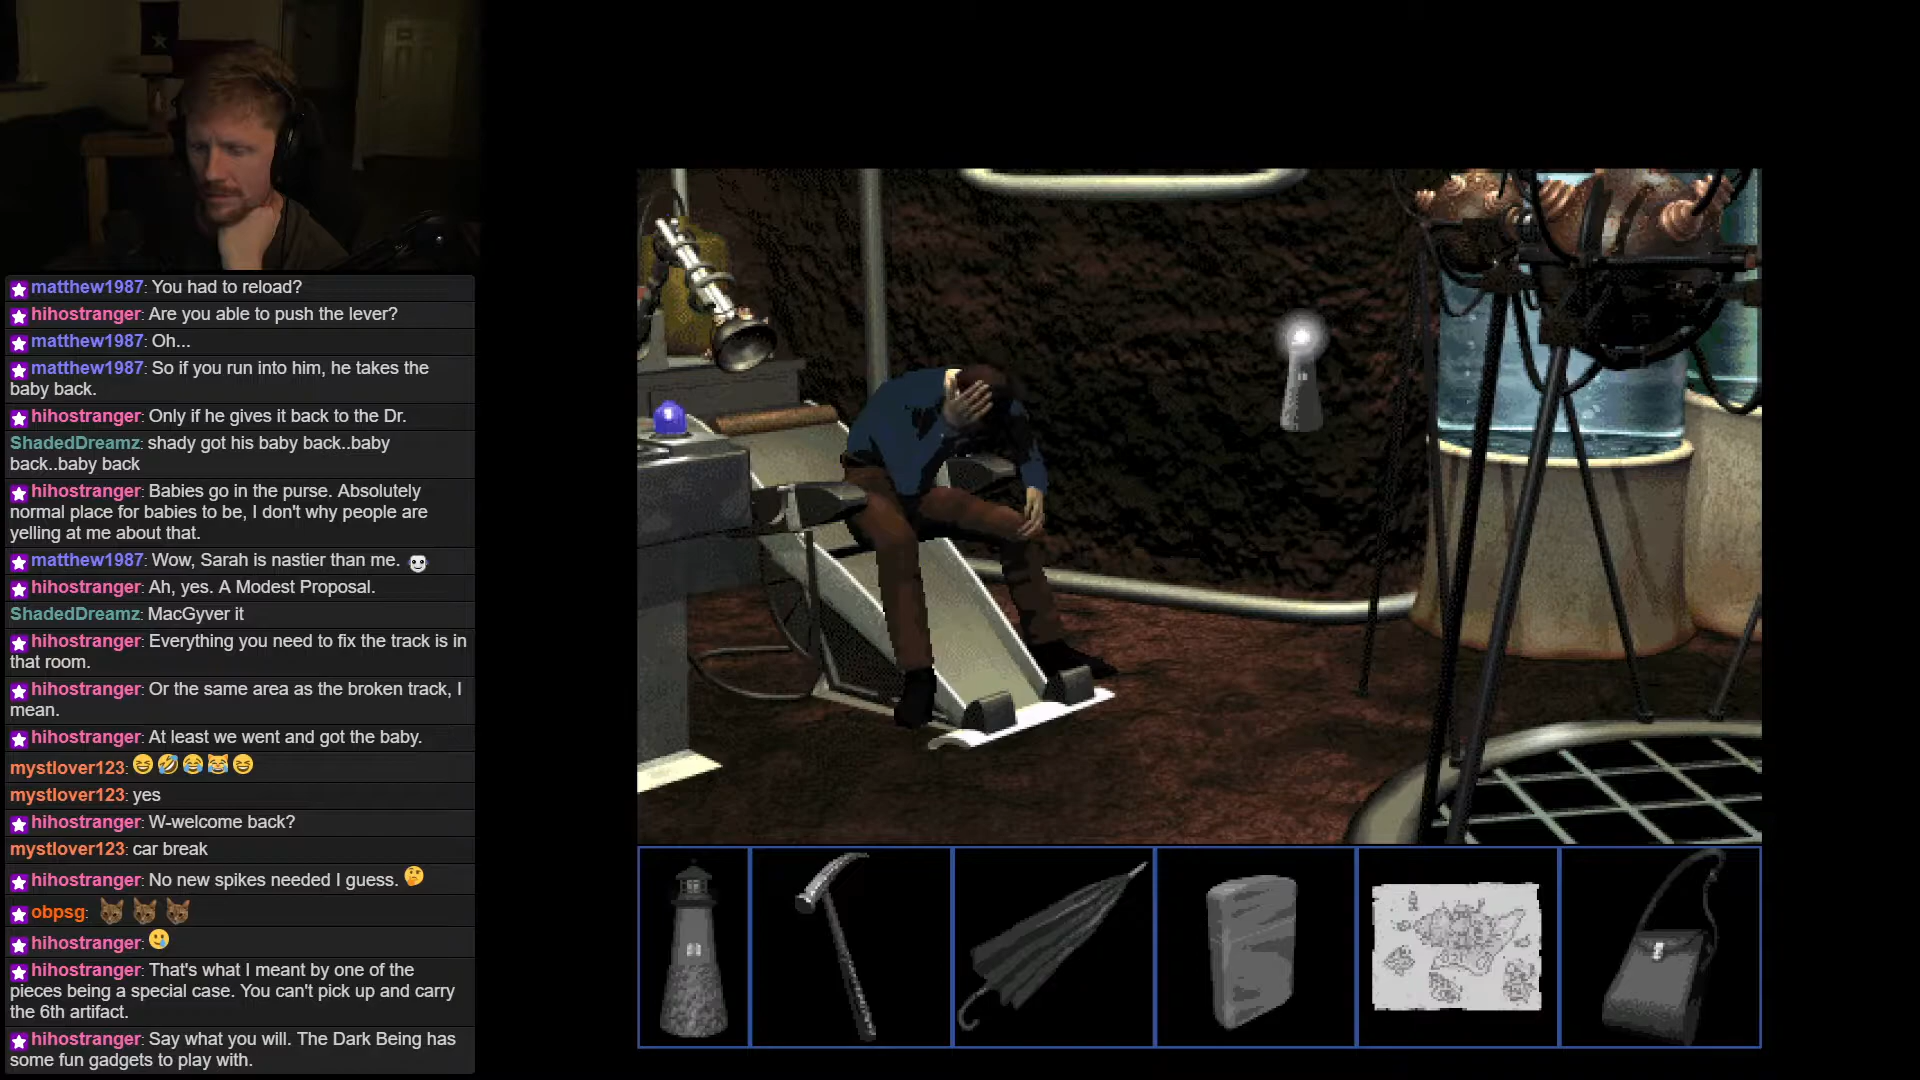 matthew1987: You had to reload?
hihostranger: Are you able to push the lever?
matthew1987: Oh...
matthew1987: So if you run into him, he takes the
baby back.
hihostranger: Only if he gives it back to the Dr.
ShadedDreamz: shady got his baby back..baby
back..baby back
hihostranger: Babies go in the purse. Absolutely
normal place for babies to be, I don't why people are
yelling at me about that.
matthew1987: Wow, Sarah is nastier than me.
hihostranger: Ah, yes. A Modest Proposal.
ShadedDreamz: MacGyver it
hihostranger: Everything you need to fix the track is in
that room.
hihostranger: Or the same area as the broken track, I
mean.
hihostranger: At least we went and got the baby.
mystlover123: 😆🤣😂😹😆
mystlover123: yes
hihostranger: W-welcome back?
mystlover123: car break
hihostranger: No new spikes needed I guess. 🤔
obpsg:
hihostranger: 🥲
hihostranger: That's what I meant by one of the
pieces being a special case. You can't pick up and carry
the 6th artifact.
hihostranger: Say what you will. The Dark Being has
some fun gadgets to play with.